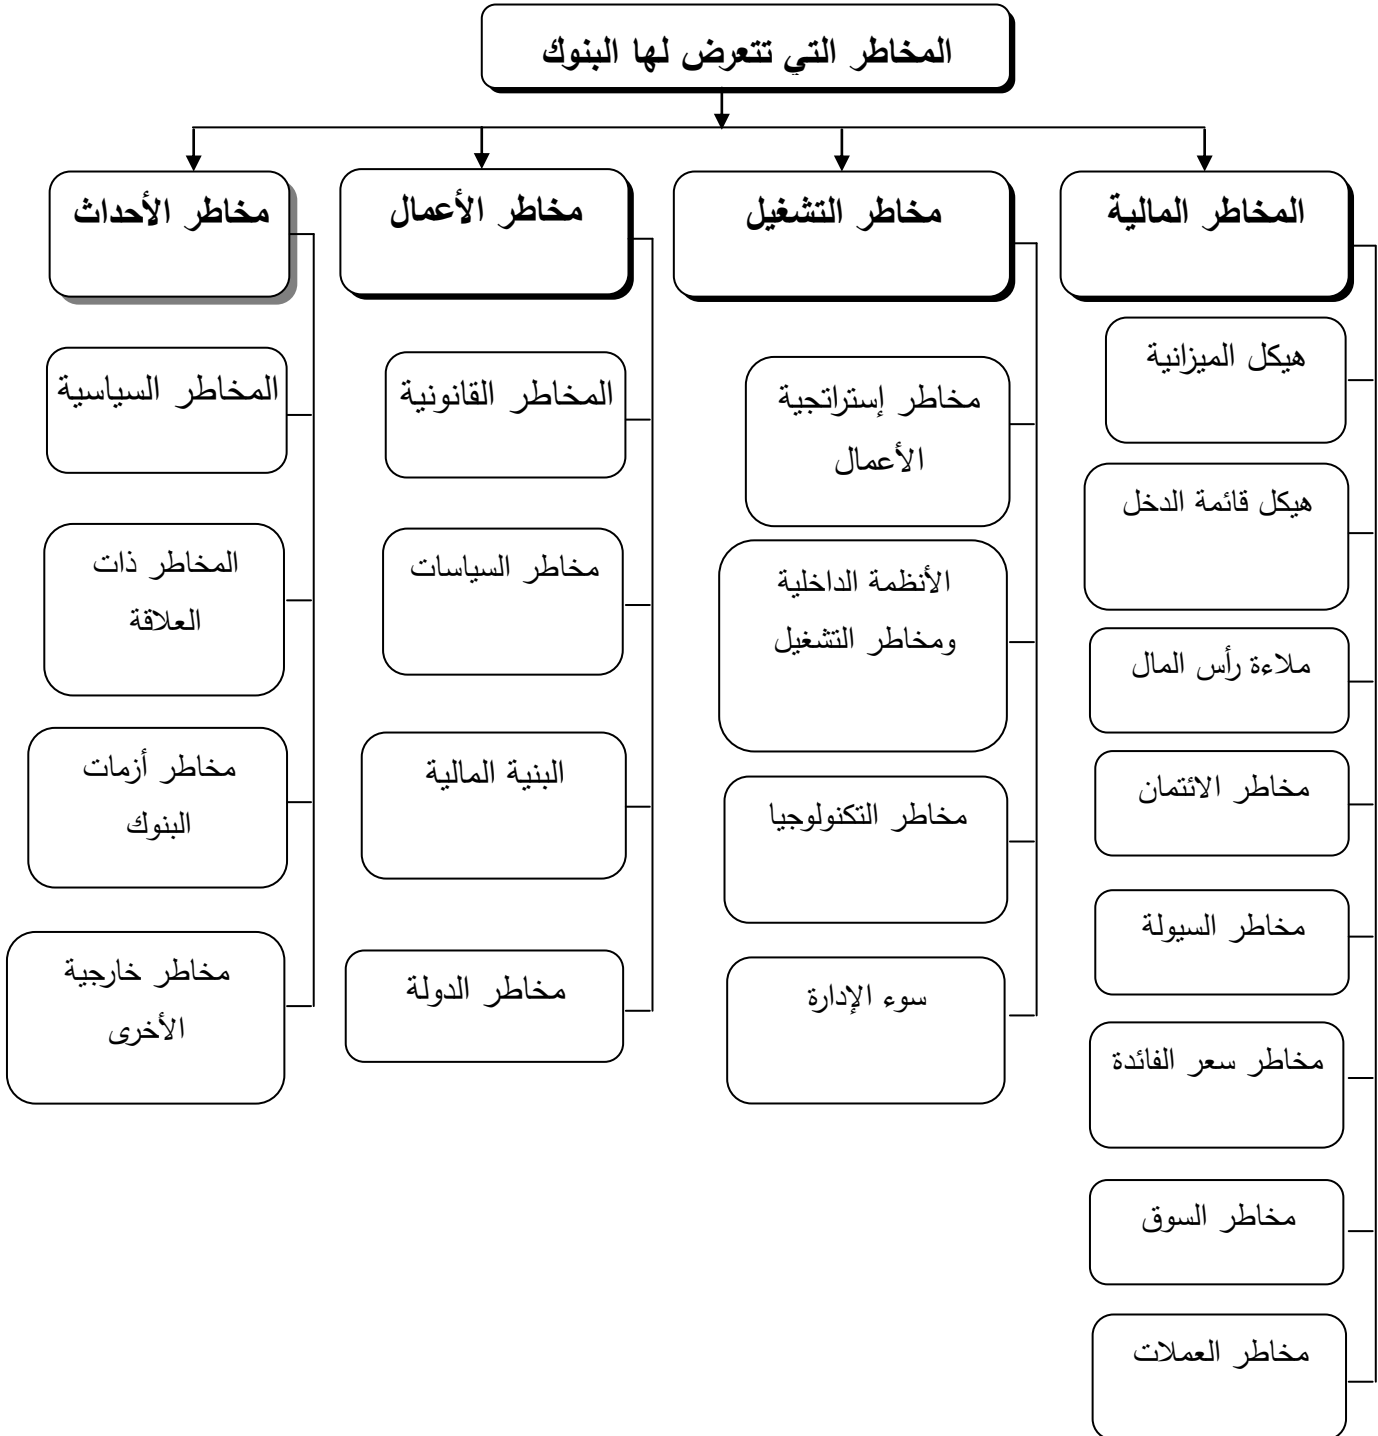 المخاطر التي تتعرض لها البنوك
المخاطر المالية
هيكل الميزانية
هيكل قائمة الدخل
ملاءة رأس المال
مخاطر الائتمان
مخاطر السيولة
مخاطر سعر الفائدة
مخاطر السوق
مخاطر العملات
مخاطر التشغيل
مخاطر إستراتجية
الأعمال
الأنظمة الداخلية
ومخاطر التشغيل
مخاطر التكنولوجيا
سوء الإدارة
مخاطر الأعمال
المخاطر القانونية
مخاطر السياسات
البنية المالية
مخاطر الدولة
مخاطر الأحداث
المخاطر السياسية
المخاطر ذات
العلاقة
مخاطر أزمات
البنوك
مخاطر خارجية
الأخرى